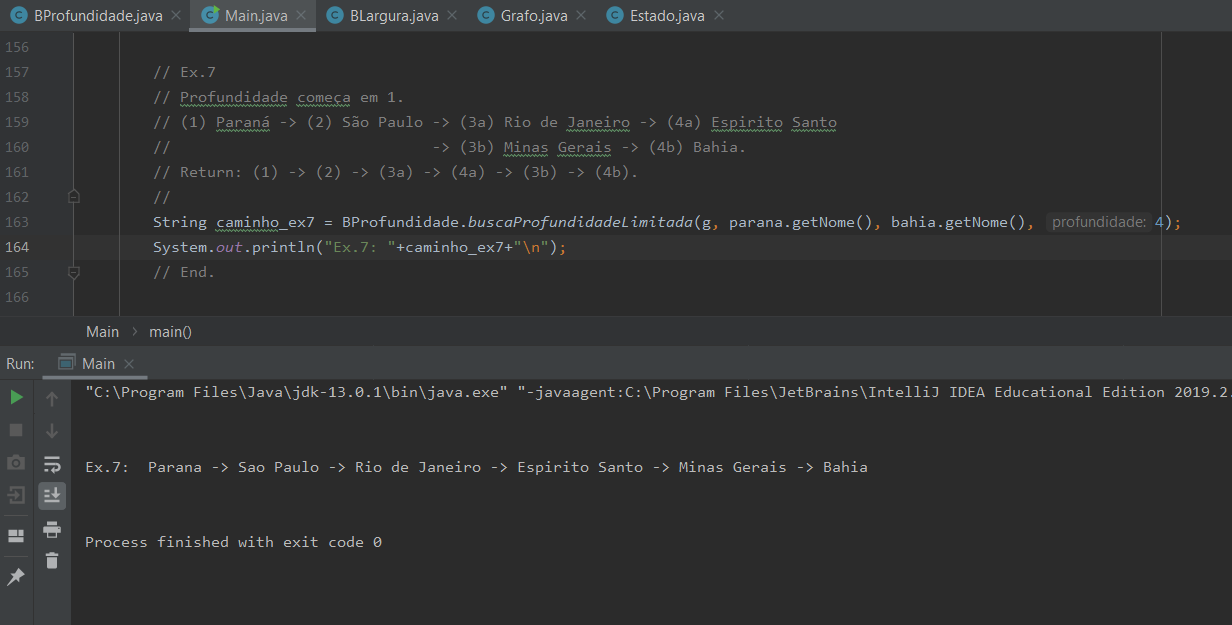 BProfundidade.java Main.java BLargura.java Grafo.java Estado.java
156
157 // Ex.7
158 // Profundidade começa em 1.
159 // (1) Paraná -> (2) São Paulo -> (3a) Rio de Janeiro -> (4a) Espirito Santo
160 // -> (3b) Minas Gerais -> (4b) Bahia.
161 // Return: (1) -> (2) -> (3a) -> (4a) -> (3b) -> (4b).
162 //
163 String caminho_ex7 = BProfundidade.buscaProfundidadeLimitada(g, parana.getNome(), bahia.getNome(), profundidade: 4);
164 System.out.println("Ex.7: "+caminho_ex7+"\n");
165 // End.
166
Main > main()
Run: Main
"C:\Program Files\Java\jdk-13.0.1\bin\java.exe" "-javaagent:C:\Program Files\JetBrains\IntelliJ IDEA Educational Edition 2019.2.
Ex.7:  Parana -> Sao Paulo -> Rio de Janeiro -> Espirito Santo -> Minas Gerais -> Bahia
Process finished with exit code 0